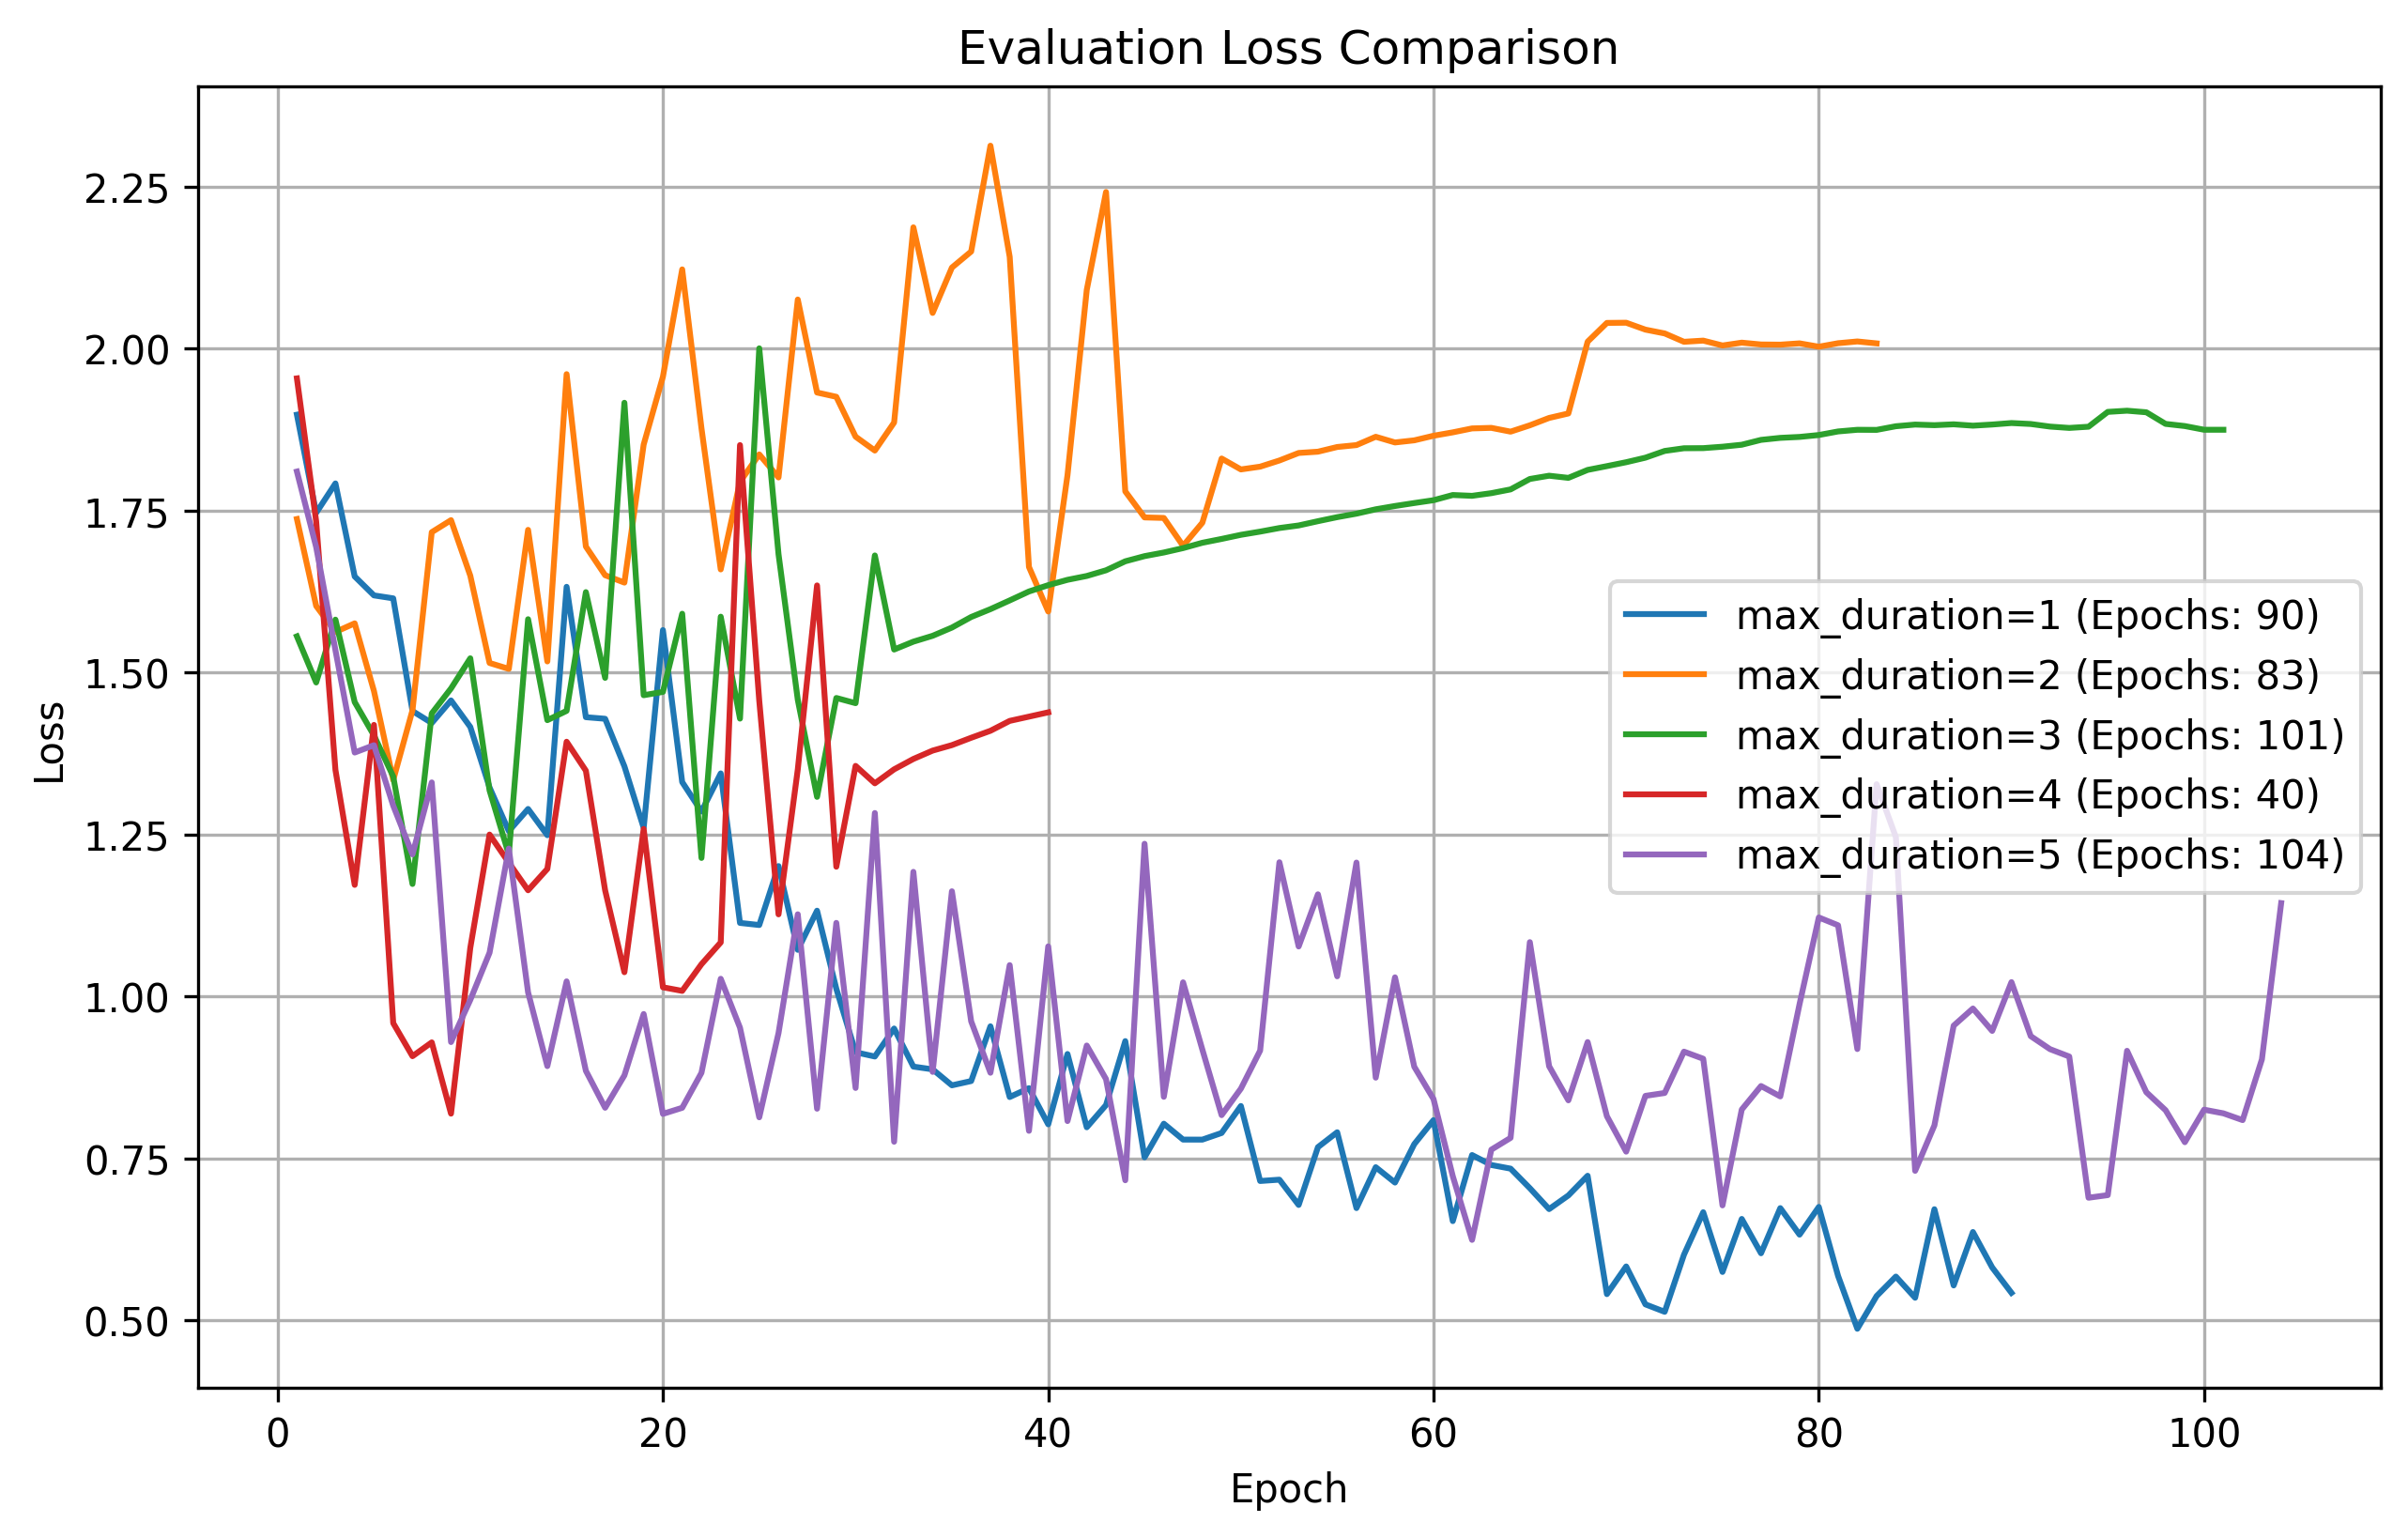 Evaluation Loss Comparison
Loss
2.25
2.00
1.75
1.50
1.25
1.00
0.75
0.50
max_duration=1 (Epochs: 90)
max_duration=2 (Epochs: 83)
max_duration=3 (Epochs: 101)
max_duration=4 (Epochs: 40)
max_duration=5 (Epochs: 104)
0 20 40 60 80 100
Epoch